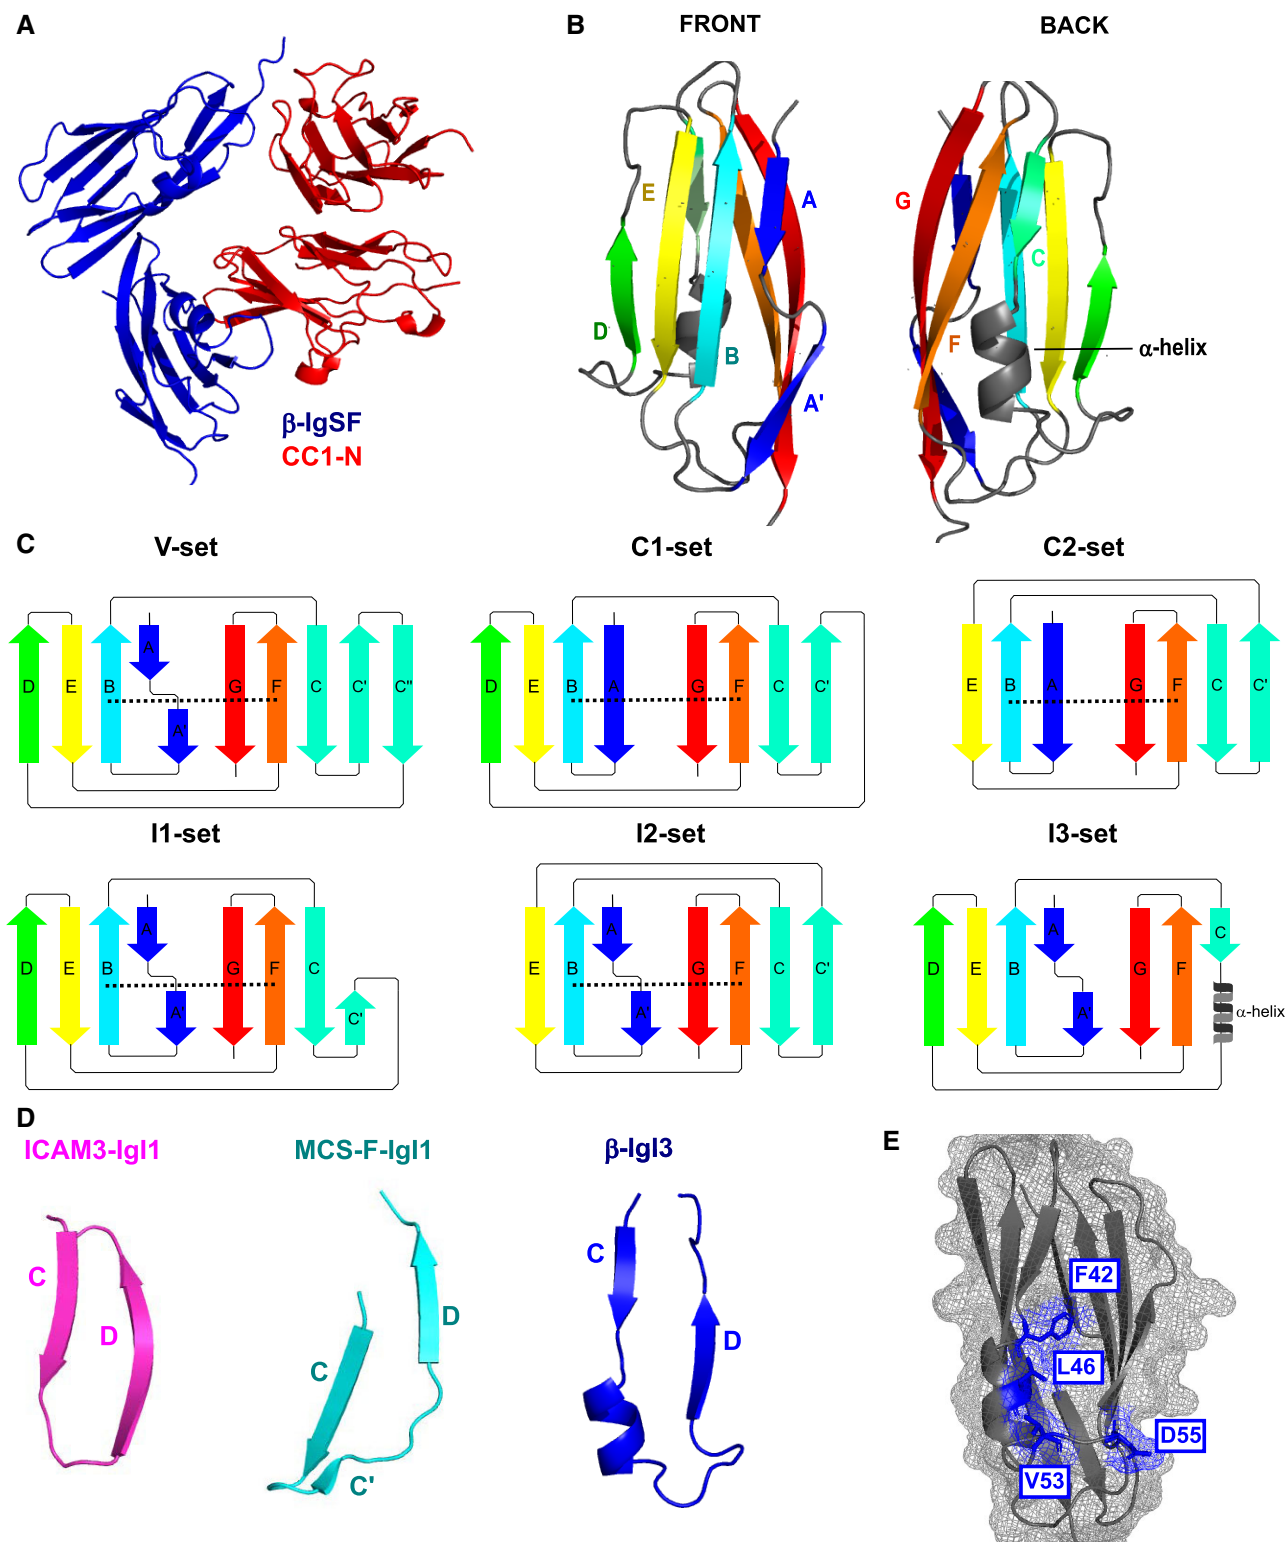 A
B
FRONT
BACK
E
A
D
B
A'
G
C
F
α-helix
β-IgSF
CC1-N
C
V-set
C1-set
C2-set
D E B A A' G F C C' C"
D E B A G F C C'
E B A G F C C'
I1-set
I2-set
I3-set
D E B A A' G F C C'
E B A A' G F C C'
D E B A A' G F C
α-helix
D
ICAM3-IgI1
MCS-F-IgI1
β-IgI3
E
C
D
C
D
C'
C
D
F42
L46
D55
V53